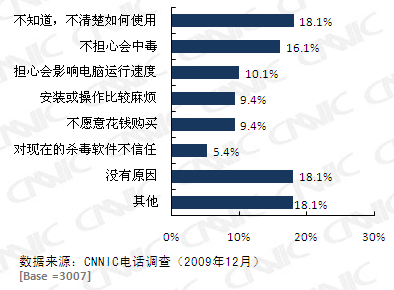 不知道，不清楚如何使用 18.1%
不担心会中毒 16.1%
担心会影响电脑运行速度 10.1%
安装或操作比较麻烦 9.4%
不愿意花钱购买 9.4%
对现在的杀毒软件不信任 5.4%
没有原因 18.1%
其他 18.1%
0% 10% 20% 30%
数据来源：CNNIC电话调查（2009年12月）
[Base =3007]